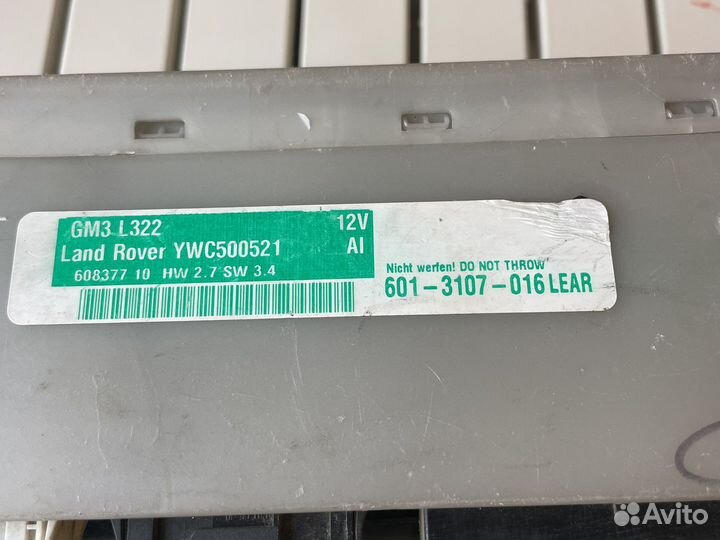 GM3 L322 12V
Land Rover YWC500521 AI
608377 10 HW 2.7 SW 3.4
Nicht werfen! DO NOT THROW
601-3107-016 LEAR
Avito